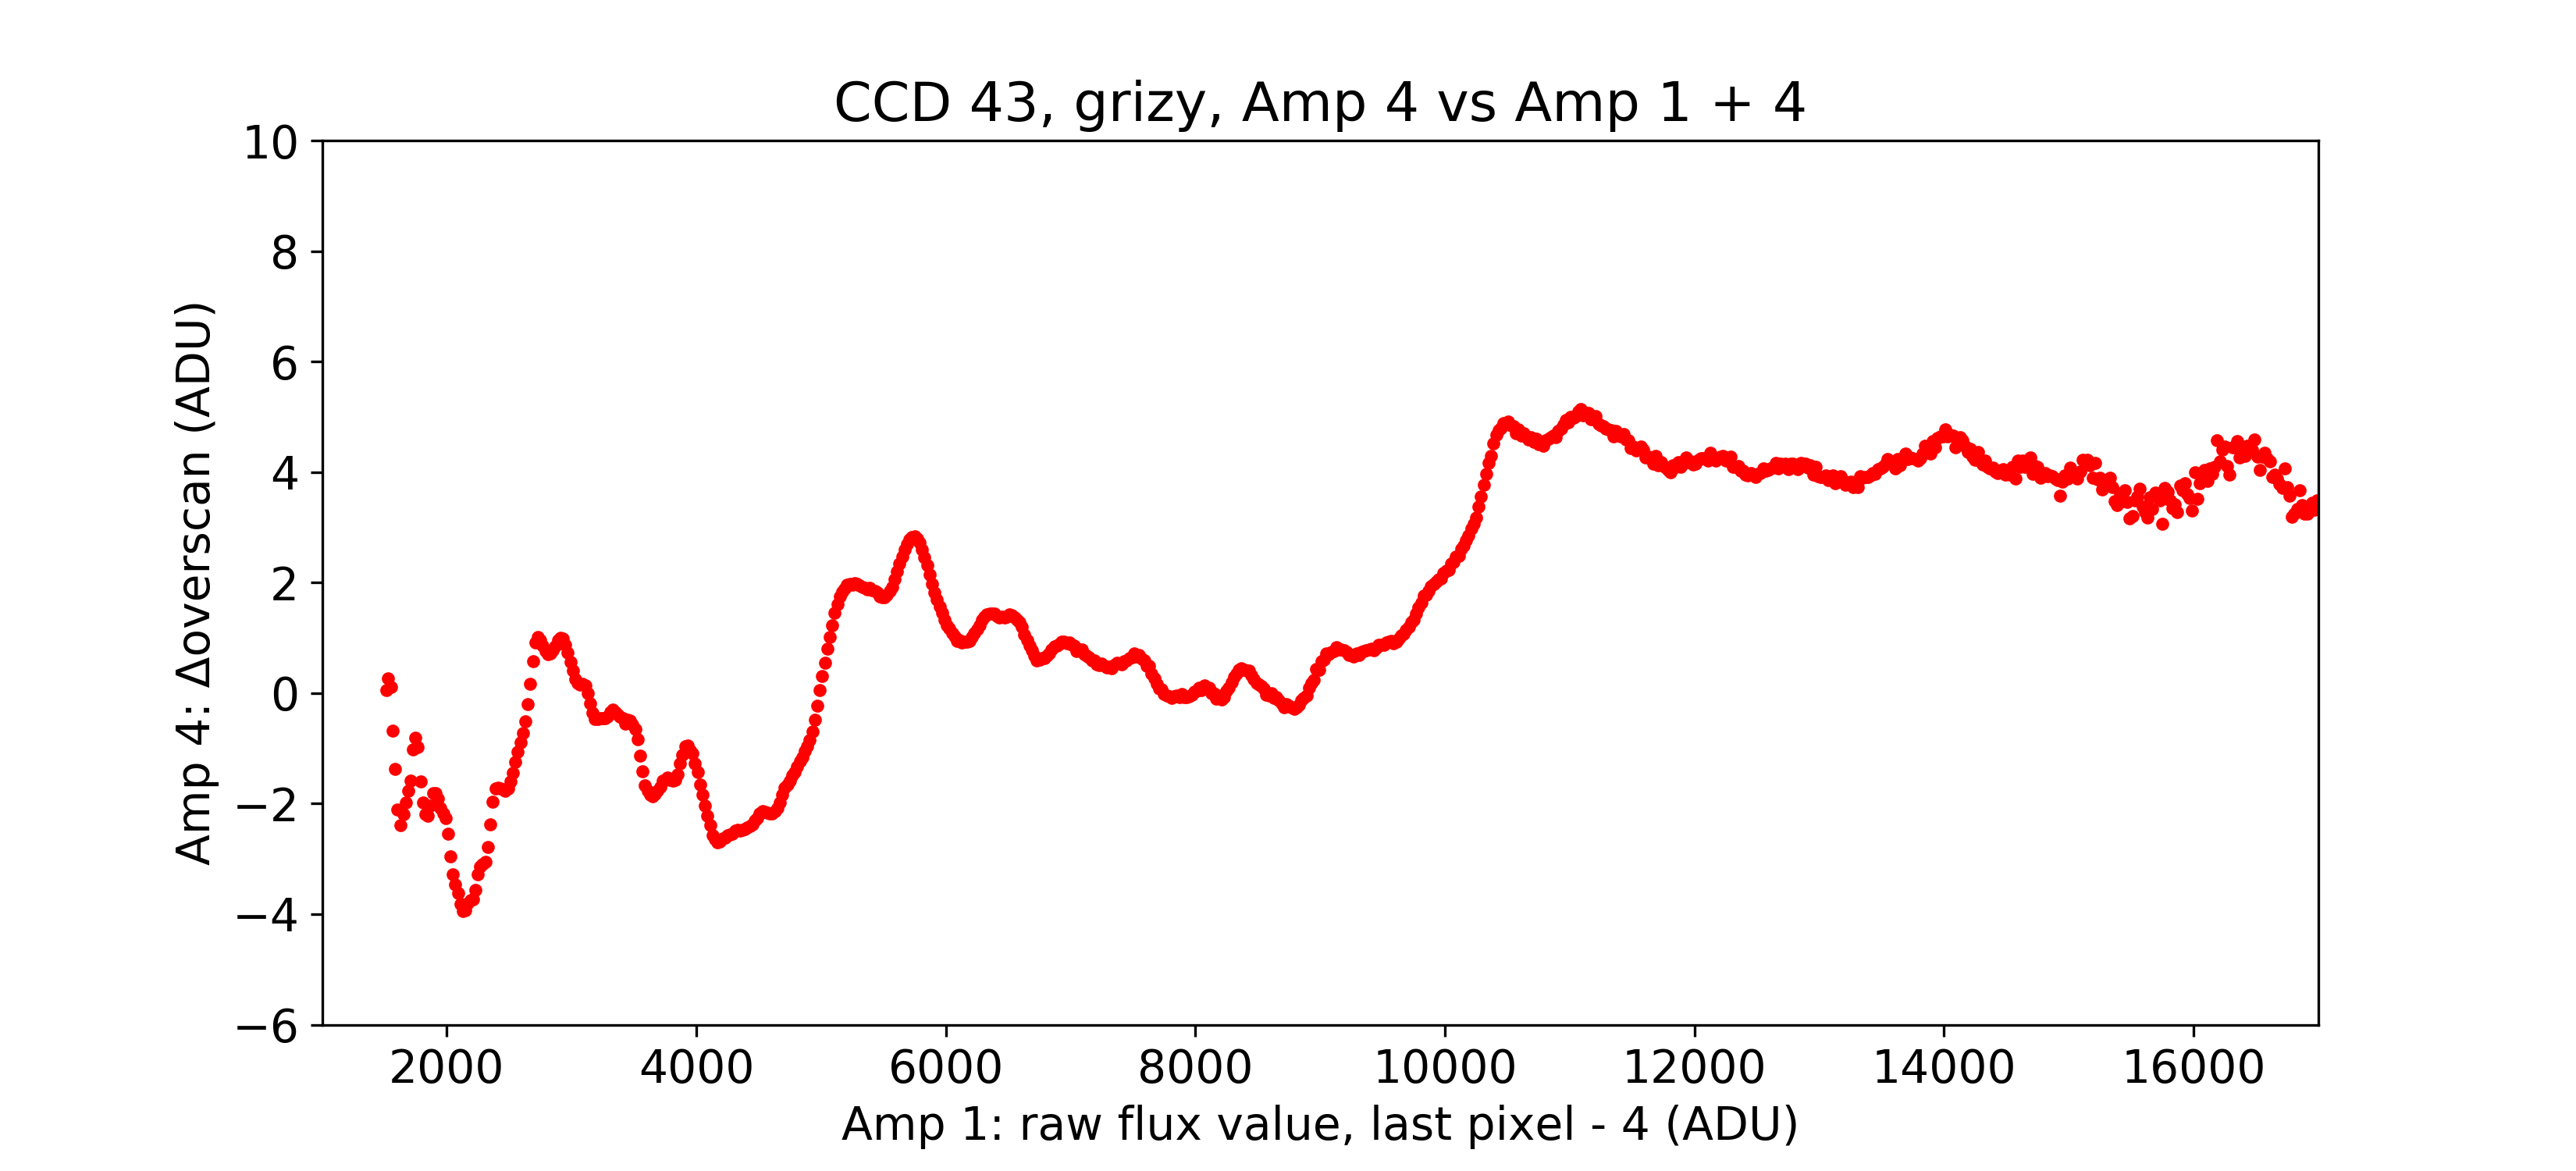 CCD 43, grizy, Amp 4 vs Amp 1 + 4
10
8
6
4
2
0
−2
−4
−6
Amp 4: Δoverscan (ADU)
2000 4000 6000 8000 10000 12000 14000 16000
Amp 1: raw flux value, last pixel - 4 (ADU)